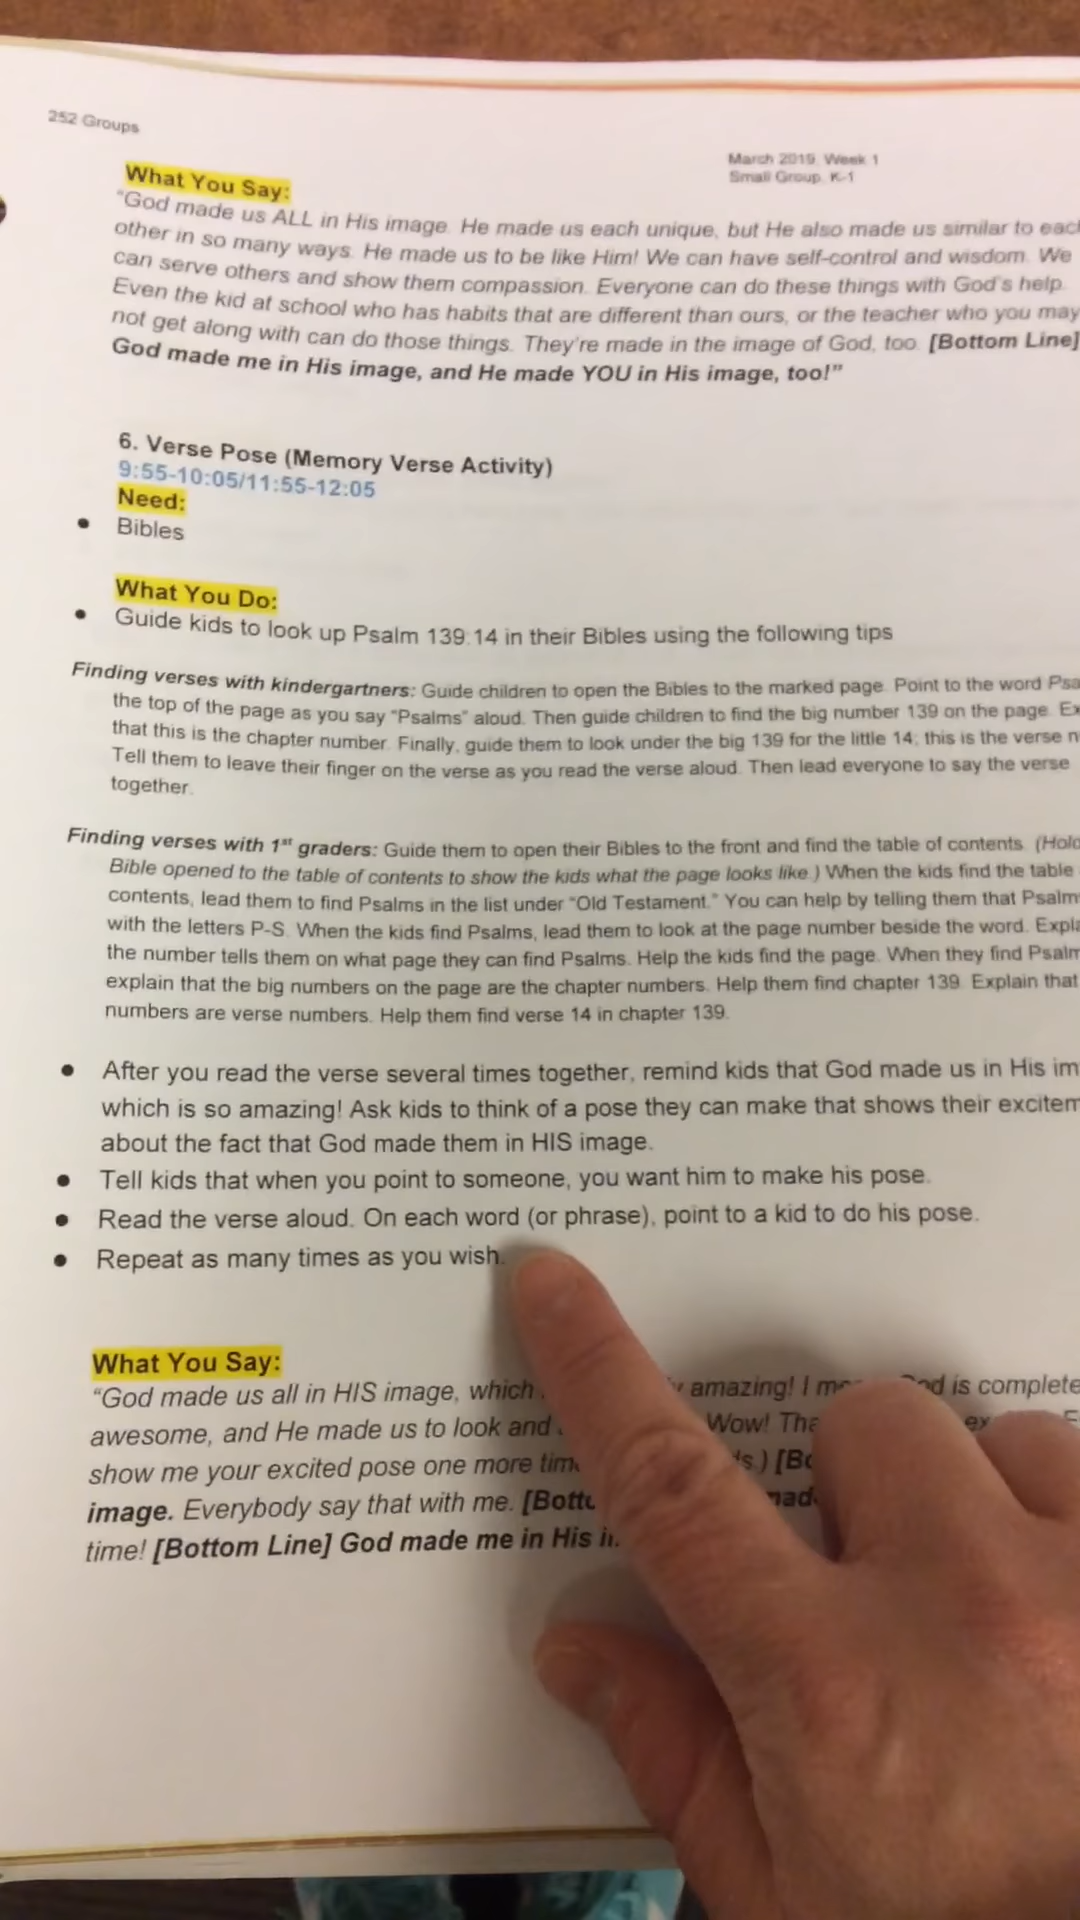 252 Groups
March 2019, Week 1
Small Group, K-1
What You Say:
"God made us ALL in His image. He made us each unique, but He also made us similar to each
other in so many ways. He made us to be like Him! We can have self-control and wisdom. We
can serve others and show them compassion. Everyone can do these things with God's help.
Even the kid at school who has habits that are different than ours, or the teacher who you may
not get along with can do those things. They're made in the image of God, too. [Bottom Line]
God made me in His image, and He made YOU in His image, too!"
6. Verse Pose (Memory Verse Activity)
9:55-10:05/11:55-12:05
Need:
• Bibles
What You Do:
• Guide kids to look up Psalm 139:14 in their Bibles using the following tips
Finding verses with kindergartners: Guide children to open the Bibles to the marked page. Point to the word Psa
the top of the page as you say "Psalms" aloud. Then guide children to find the big number 139 on the page. Ex
that this is the chapter number. Finally, guide them to look under the big 139 for the little 14; this is the verse n
Tell them to leave their finger on the verse as you read the verse aloud. Then lead everyone to say the verse
together.
Finding verses with 1st graders: Guide them to open their Bibles to the front and find the table of contents. (Hold
Bible opened to the table of contents to show the kids what the page looks like.) When the kids find the table
contents, lead them to find Psalms in the list under "Old Testament." You can help by telling them that Psalm
with the letters P-S. When the kids find Psalms, lead them to look at the page number beside the word. Expla
the number tells them on what page they can find Psalms. Help the kids find the page. When they find Psalm
explain that the big numbers on the page are the chapter numbers. Help them find chapter 139. Explain that
numbers are verse numbers. Help them find verse 14 in chapter 139.
• After you read the verse several times together, remind kids that God made us in His im
which is so amazing! Ask kids to think of a pose they can make that shows their excitem
about the fact that God made them in HIS image.
• Tell kids that when you point to someone, you want him to make his pose.
• Read the verse aloud. On each word (or phrase), point to a kid to do his pose.
• Repeat as many times as you wish.
What You Say:
"God made us all in HIS image, which amazing! I God is complete
awesome, and He made us to look and Wow! Tha ex
show me your excited pose one more time ds.) [Bo
image. Everybody say that with me. [Botto mad
time! [Bottom Line] God made me in His